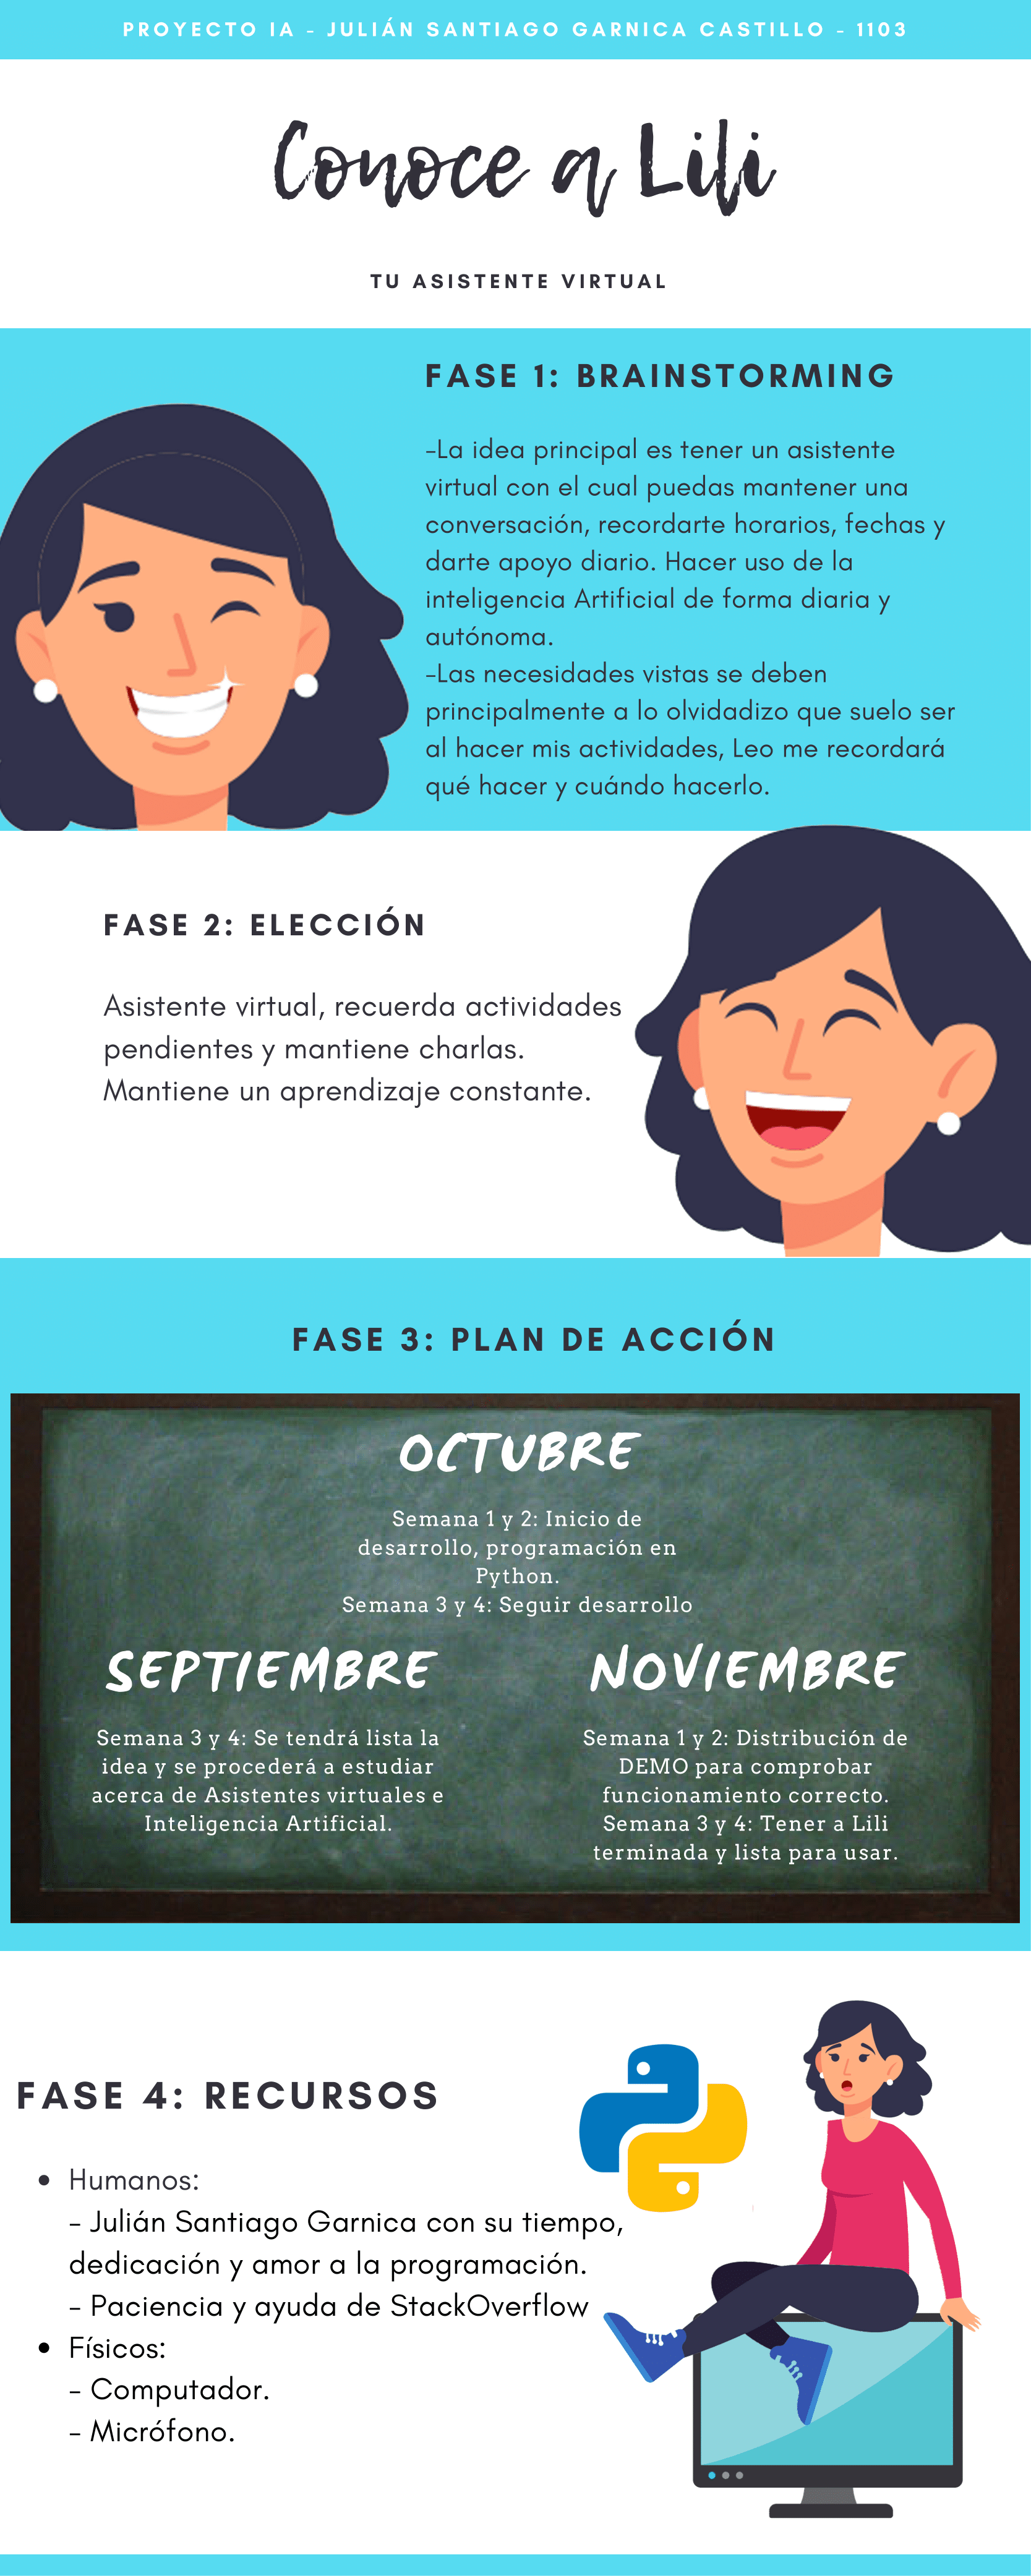 PROYECTO IA - JULIÁN SANTIAGO GARNICA CASTILLO - 1103
Conoce a Lili
TU ASISTENTE VIRTUAL
FASE 1: BRAINSTORMING
-La idea principal es tener un asistente
virtual con el cual puedas mantener una
conversación, recordarte horarios, fechas y
darte apoyo diario. Hacer uso de la
inteligencia Artificial de forma diaria y
autónoma.
-Las necesidades vistas se deben
principalmente a lo olvidadizo que suelo ser
al hacer mis actividades, Leo me recordará
qué hacer y cuándo hacerlo.
FASE 2: ELECCIÓN
Asistente virtual, recuerda actividades
pendientes y mantiene charlas.
Mantiene un aprendizaje constante.
FASE 3: PLAN DE ACCIÓN
OCTUBRE
Semana 1 y 2: Inicio de
desarrollo, programación en
Python.
Semana 3 y 4: Seguir desarrollo
SEPTIEMBRE
Semana 3 y 4: Se tendrá lista la
idea y se procederá a estudiar
acerca de Asistentes virtuales e
Inteligencia Artificial.
NOVIEMBRE
Semana 1 y 2: Distribución de
DEMO para comprobar
funcionamiento correcto.
Semana 3 y 4: Tener a Lili
terminada y lista para usar.
FASE 4: RECURSOS
• Humanos:
- Julián Santiago Garnica con su tiempo,
dedicación y amor a la programación.
- Paciencia y ayuda de StackOverflow
• Físicos:
- Computador.
- Micrófono.